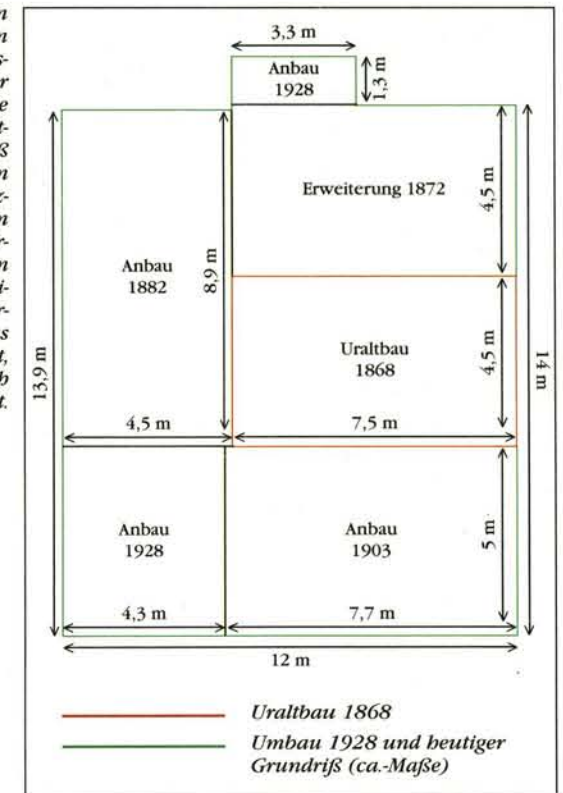 3,3 m
Anbau
1928
1,3 m
Erweiterung 1872
4,5 m
Anbau
1882
8,9 m
Uraltbau
1868
4,5 m
13,9 m
14 m
4,5 m
7,5 m
Anbau
1928
Anbau
1903
5 m
4,3 m
7,7 m
12 m
Uraltbau 1868
Umbau 1928 und heutiger
Grundriß (ca.-Maße)